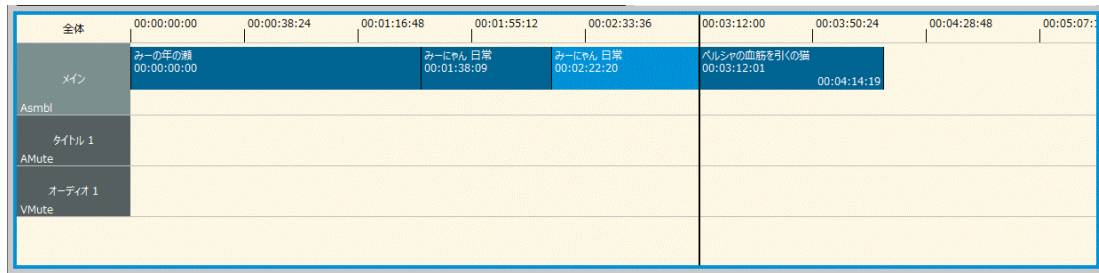 全体 00:00:00:00 00:00:38:24 00:01:16:48 00:01:55:12 00:02:33:36 00:03:12:00 00:03:50:24 00:04:28:48
メイン
Asmbl
みーの年の瀬
00:00:00:00
みーにゃん 日常
00:01:38:09
みーにゃん 日常
00:02:22:20
ペルシャの血筋を引くの猫
00:03:12:01
00:04:14:19
タイトル 1
AMute
オーディオ 1
VMute